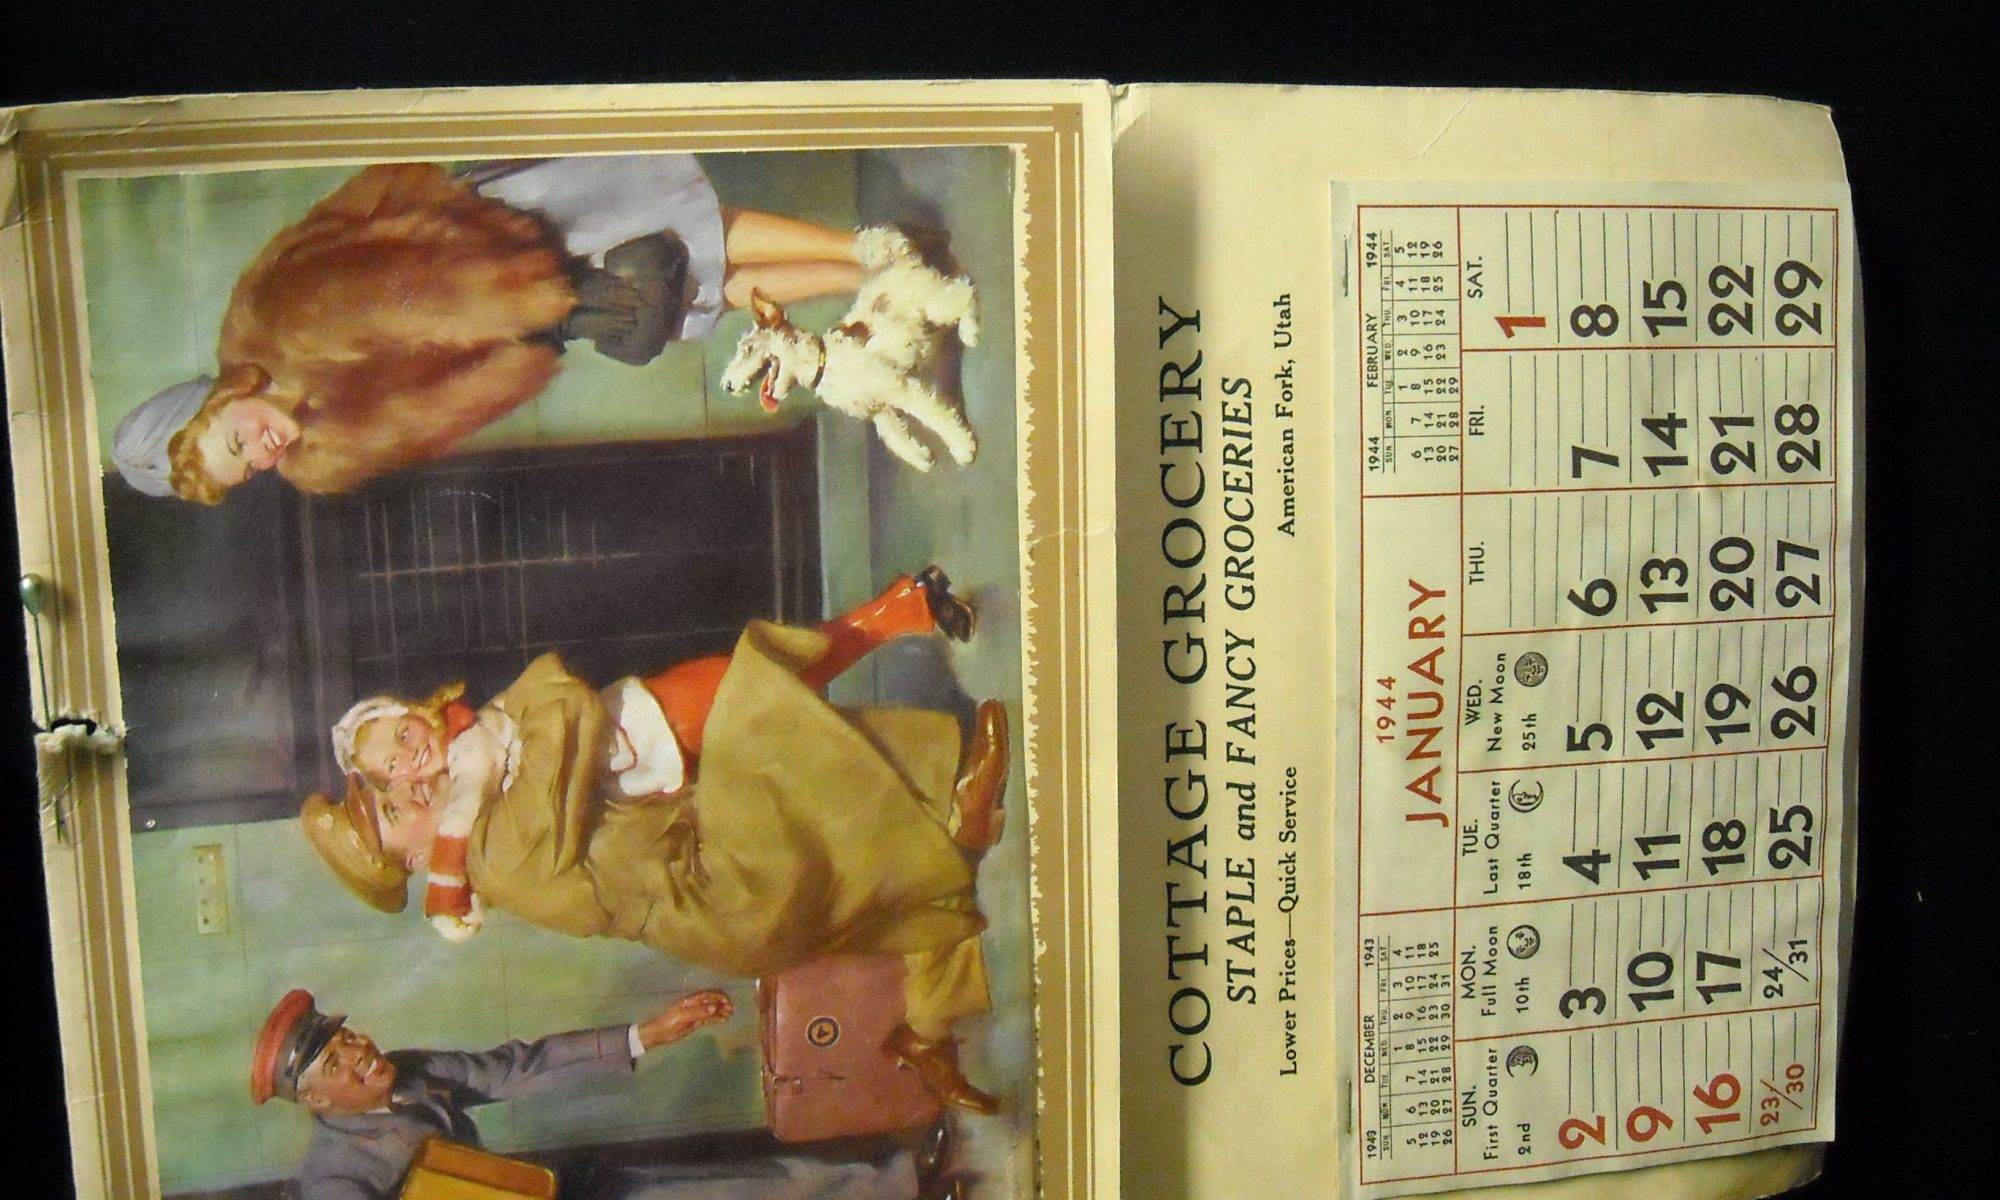 COTTAGE GROCERY
STAPLE and FANCY GROCERIES
Lower Prices—Quick Service American Fork, Utah
1943 DECEMBER 1943
SUN. MON. TUE. WED. THU. FRI. SAT.
1 2 3 4
5 6 7 8 9 10 11
12 13 14 15 16 17 18
19 20 21 22 23 24 25
26 27 28 29 30 31
1944
JANUARY
1944 FEBRUARY 1944
SUN. MON. TUE. WED. THU. FRI. SAT.
1 2 3 4 5
6 7 8 9 10 11 12
13 14 15 16 17 18 19
20 21 22 23 24 25 26
27 28 29
SUN. MON. TUE. WED. THU. FRI. SAT.
First Quarter Full Moon Last Quarter New Moon
2nd 10th 18th 25th
1
2 3 4 5 6 7 8
9 10 11 12 13 14 15
16 17 18 19 20 21 22
23/30 24/31 25 26 27 28 29